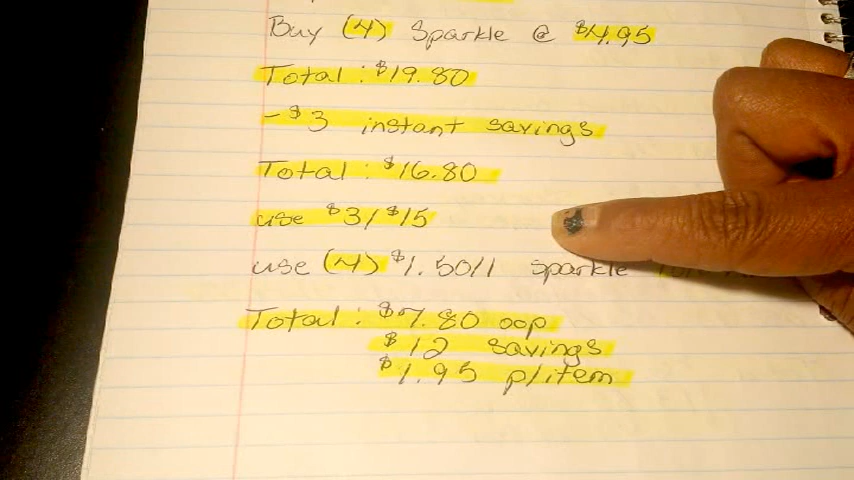 Buy (4) Sparkle @ $4.95
Total: $19.80
-$3 instant savings
Total: $16.80
use $3/$15
use (4) $1.50/1 sparkle
Total: $7.80 oop
$12 savings
$1.95 p/item